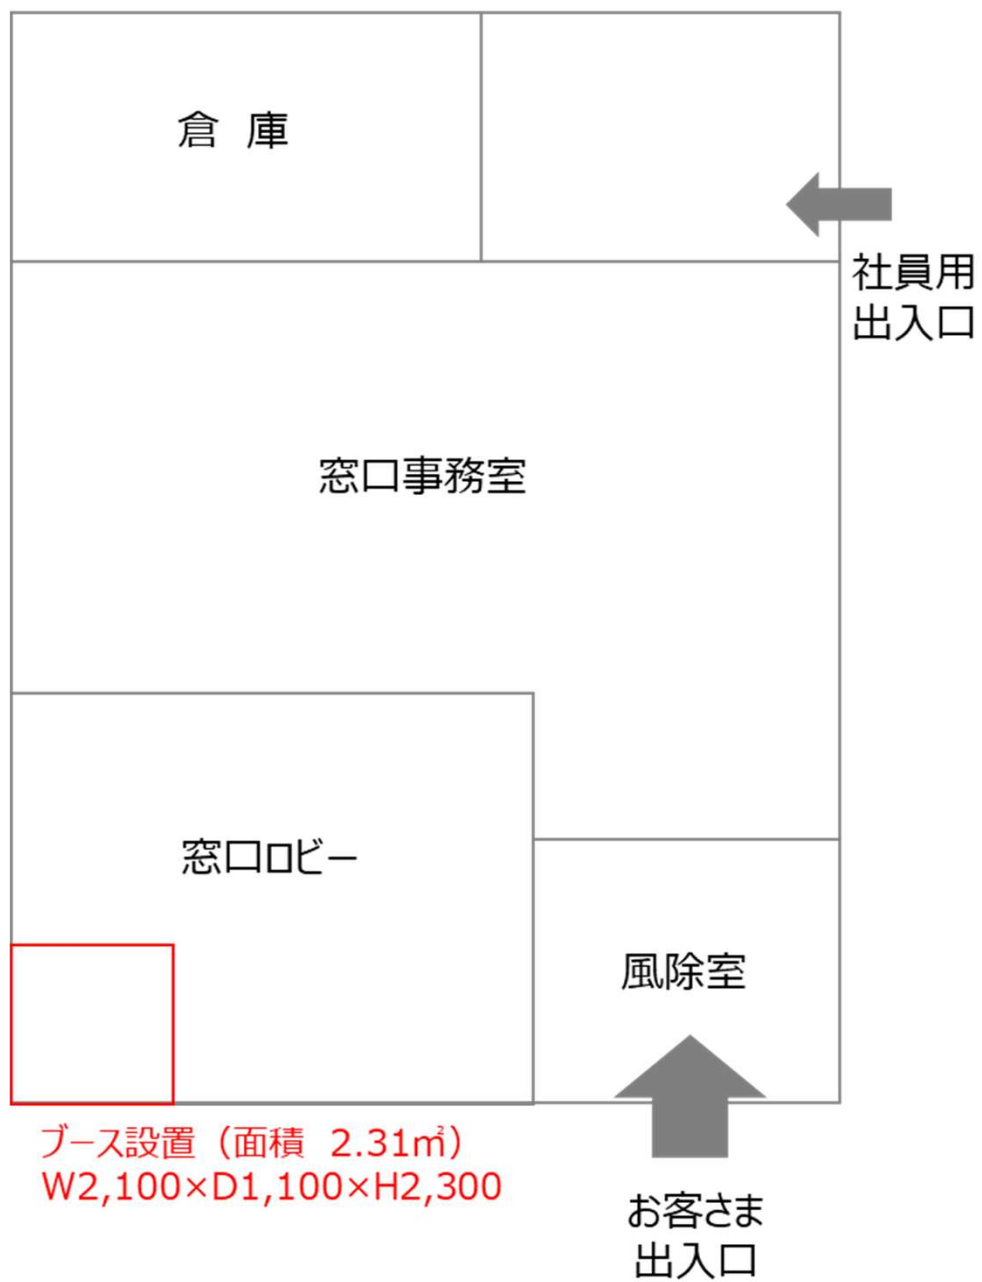 倉 庫
社員用
出入口
窓口事務室
窓口ロビー
風除室
ブース設置（面積 2.31㎡）
W2,100×D1,100×H2,300
お客さま
出入口